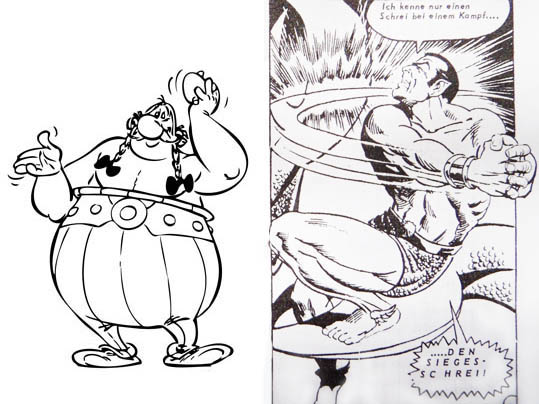 Ich kenne nur einen
Schrei bei einem Kampf....
.....DEN
SIEGES-
SCHREI!